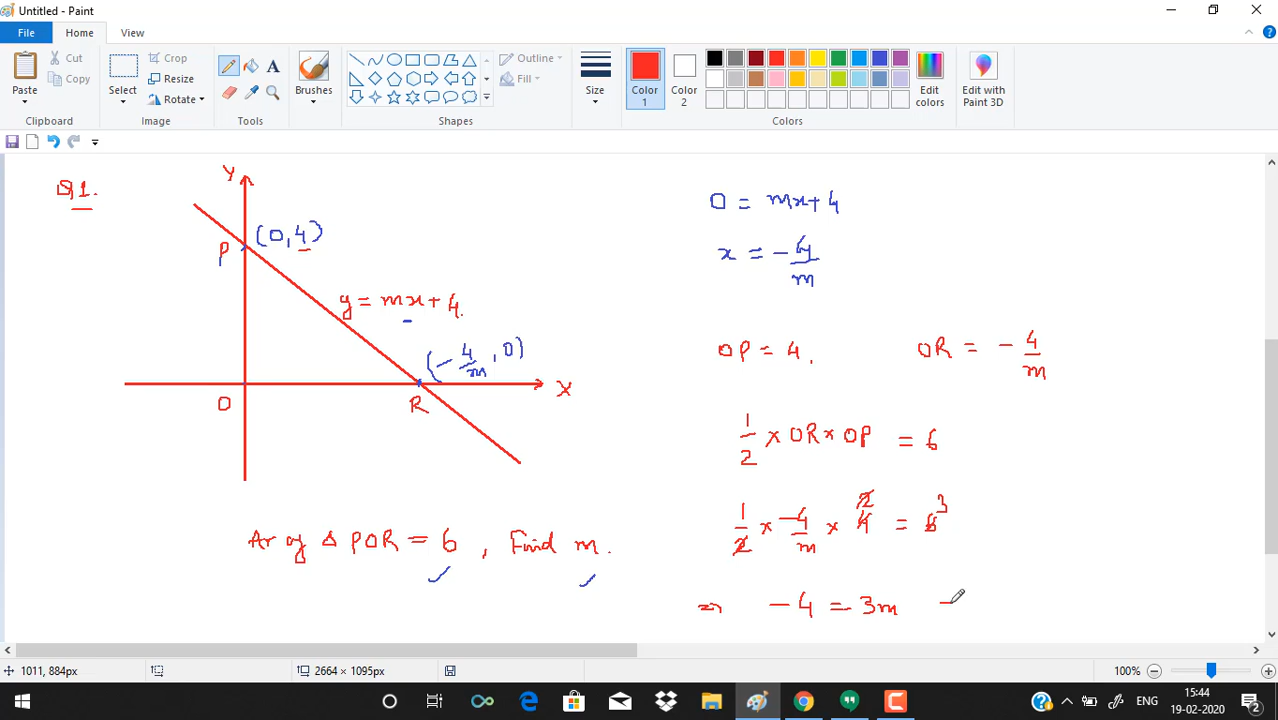 Untitled - Paint
File Home View
Paste Cut Copy Clipboard
Select Crop Resize Rotate Image
Tools
Brushes
Shapes Outline Fill
Size
Color 1 Color 2 Edit colors Edit with Paint 3D
Colors
Q1.
Y
P (0,4)
y = mx + 4.
(-4/m, 0)
O R X
Ar of Δ POR = 6, Find m.
0 = mx + 4
x = -4/m
OP = 4, OR = -4/m
1/2 × OR × OP = 6
1/2 × -4/m × 4 2 = 6 3
⇒ -4 = 3m
1011, 884px 2664 × 1095px 100%
ENG 15:44 19-02-2020 2